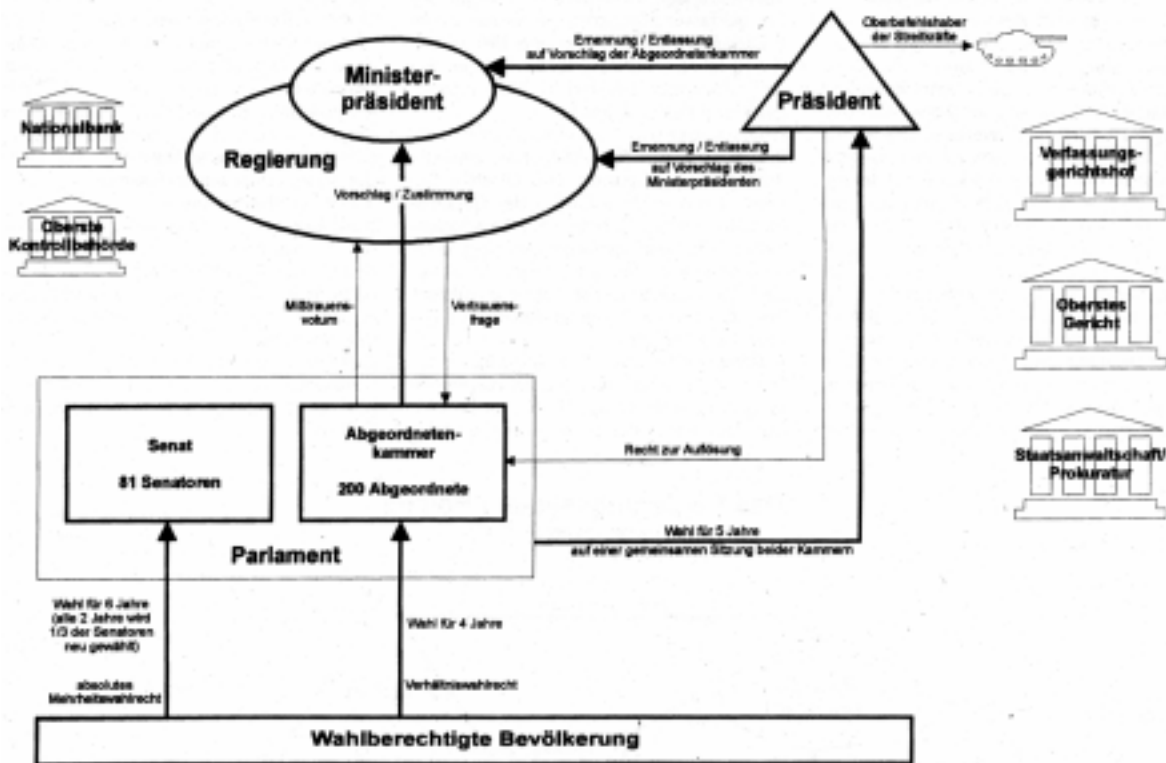 Oberbefehlshaber
der Streitkräfte
Ernennung / Entlassung
auf Vorschlag der Abgeordnetenkammer
Minister-
präsident
Präsident
Nationalbank
Regierung
Ernennung / Entlassung
auf Vorschlag des
Ministerpräsidenten
Verfassungs-
gerichtshof
Vorschlag / Zustimmung
Oberste
Kontrollbehörde
Mißtrauens-
votum
Vertrauens-
frage
Oberstes
Gericht
Senat
81 Senatoren
Abgeordneten-
kammer
200 Abgeordnete
Recht zur Auflösung
Staatsanwaltschaft/
Prokuratur
Parlament
Wahl für 5 Jahre
auf einer gemeinsamen Sitzung beider Kammern
Wahl für 6 Jahre
(alle 2 Jahre wird
1/3 der Senatoren
neu gewählt)
Wahl für 4 Jahre
absolutes
Mehrheitswahlrecht
Verhältniswahlrecht
Wahlberechtigte Bevölkerung